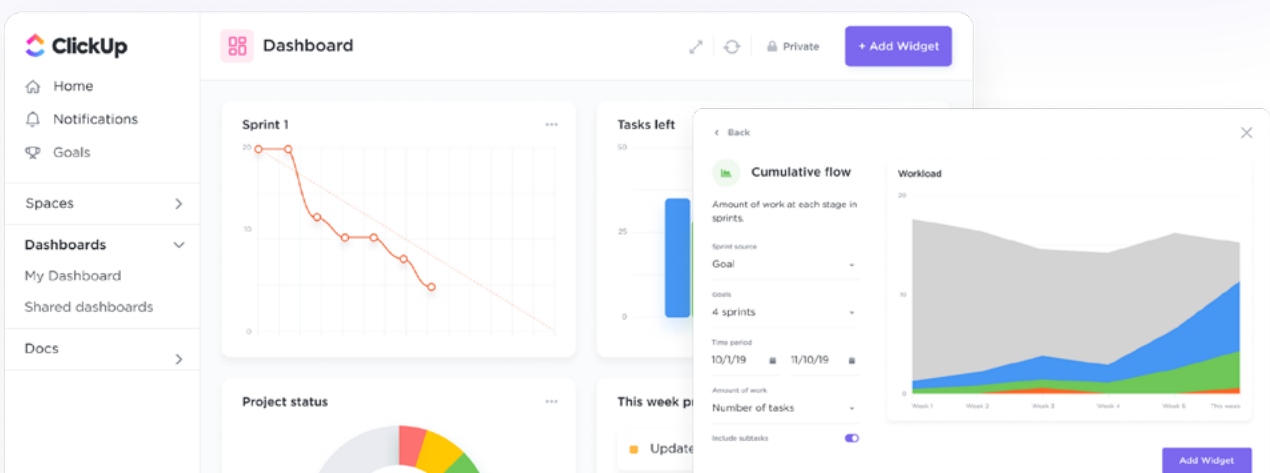 ClickUp
Home
Notifications
Goals
Spaces
Dashboards
My Dashboard
Shared dashboards
Docs
Dashboard
Private
+ Add Widget
Sprint 1
20
10
0
Tasks left
50
25
0
Project status
This week
Update
Back
Cumulative flow
Amount of work at each stage in
sprints.
Sprint source
Goal
Goals
4 sprints
Time period
10/1/19 11/10/19
Amount of work
Number of tasks
Include subtasks
Workload
20
10
0
Week 1 Week 2 Week 3 Week 4 Week 5 This week
Add Widget